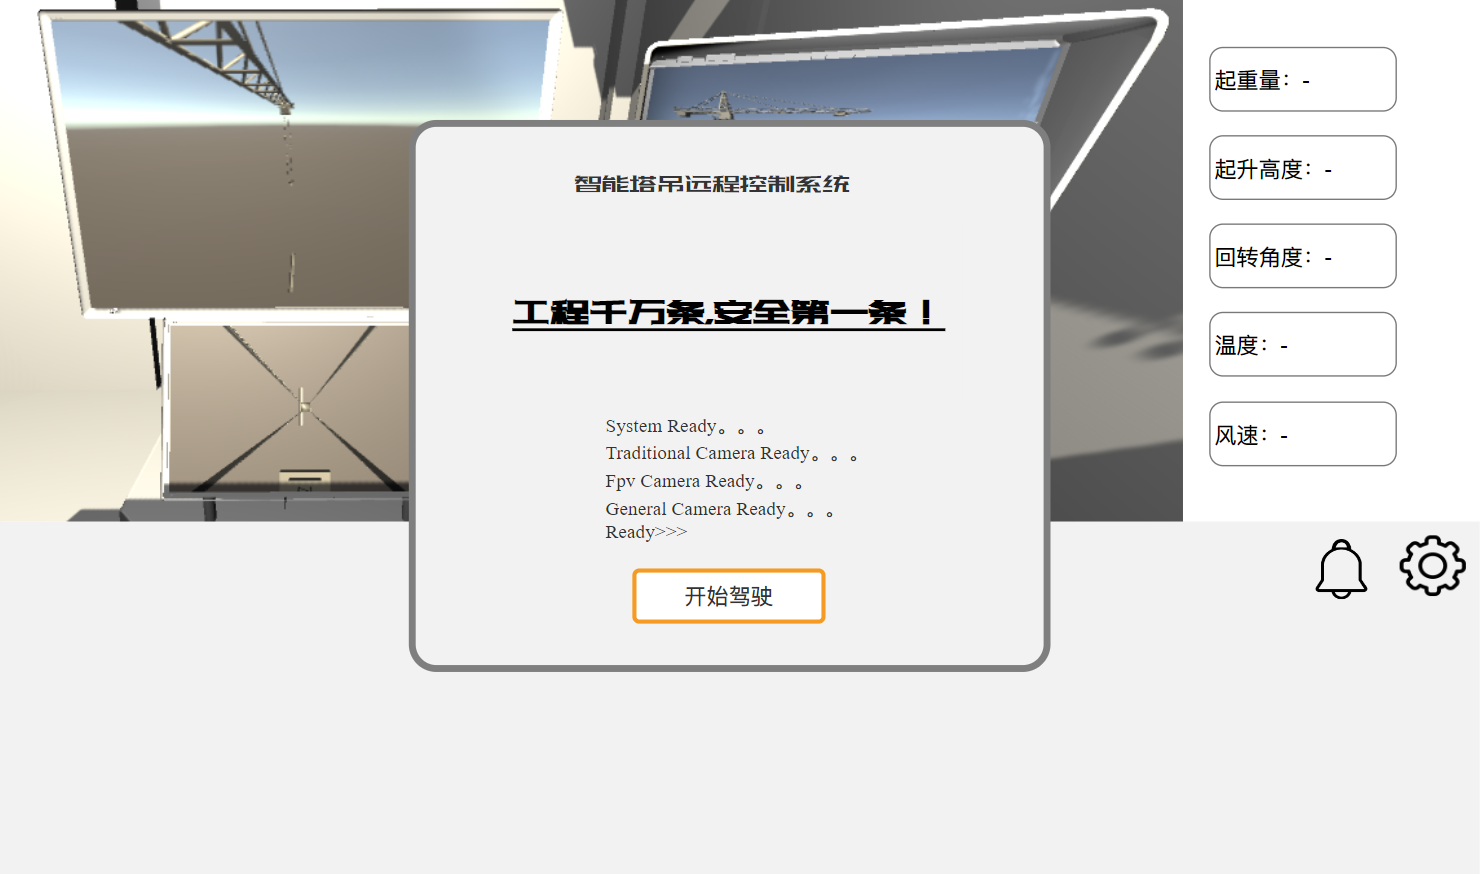 智能塔吊远程控制系统
工程千万条,安全第一条！
System Ready。。。
Traditional Camera Ready。。。
Fpv Camera Ready。。。
General Camera Ready。。。
Ready>>>
开始驾驶
起重量：-
起升高度：-
回转角度：-
温度：-
风速：-